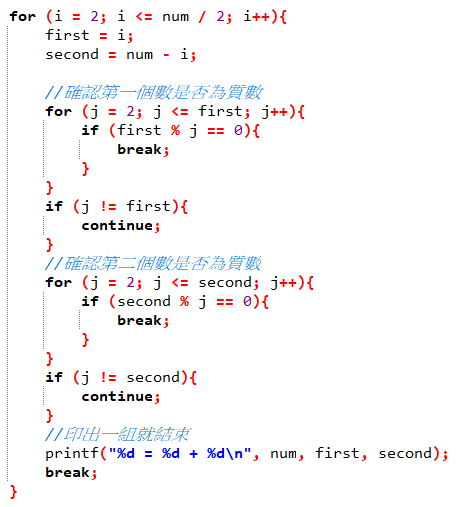 for (i = 2; i <= num / 2; i++){
    first = i;
    second = num - i;

    //確認第一個數是否為質數
    for (j = 2; j <= first; j++){
        if (first % j == 0){
            break;
        }
    }
    if (j != first){
        continue;
    }
    //確認第二個數是否為質數
    for (j = 2; j <= second; j++){
        if (second % j == 0){
            break;
        }
    }
    if (j != second){
        continue;
    }
    //印出一組就結束
    printf("%d = %d + %d\n", num, first, second);
    break;
}